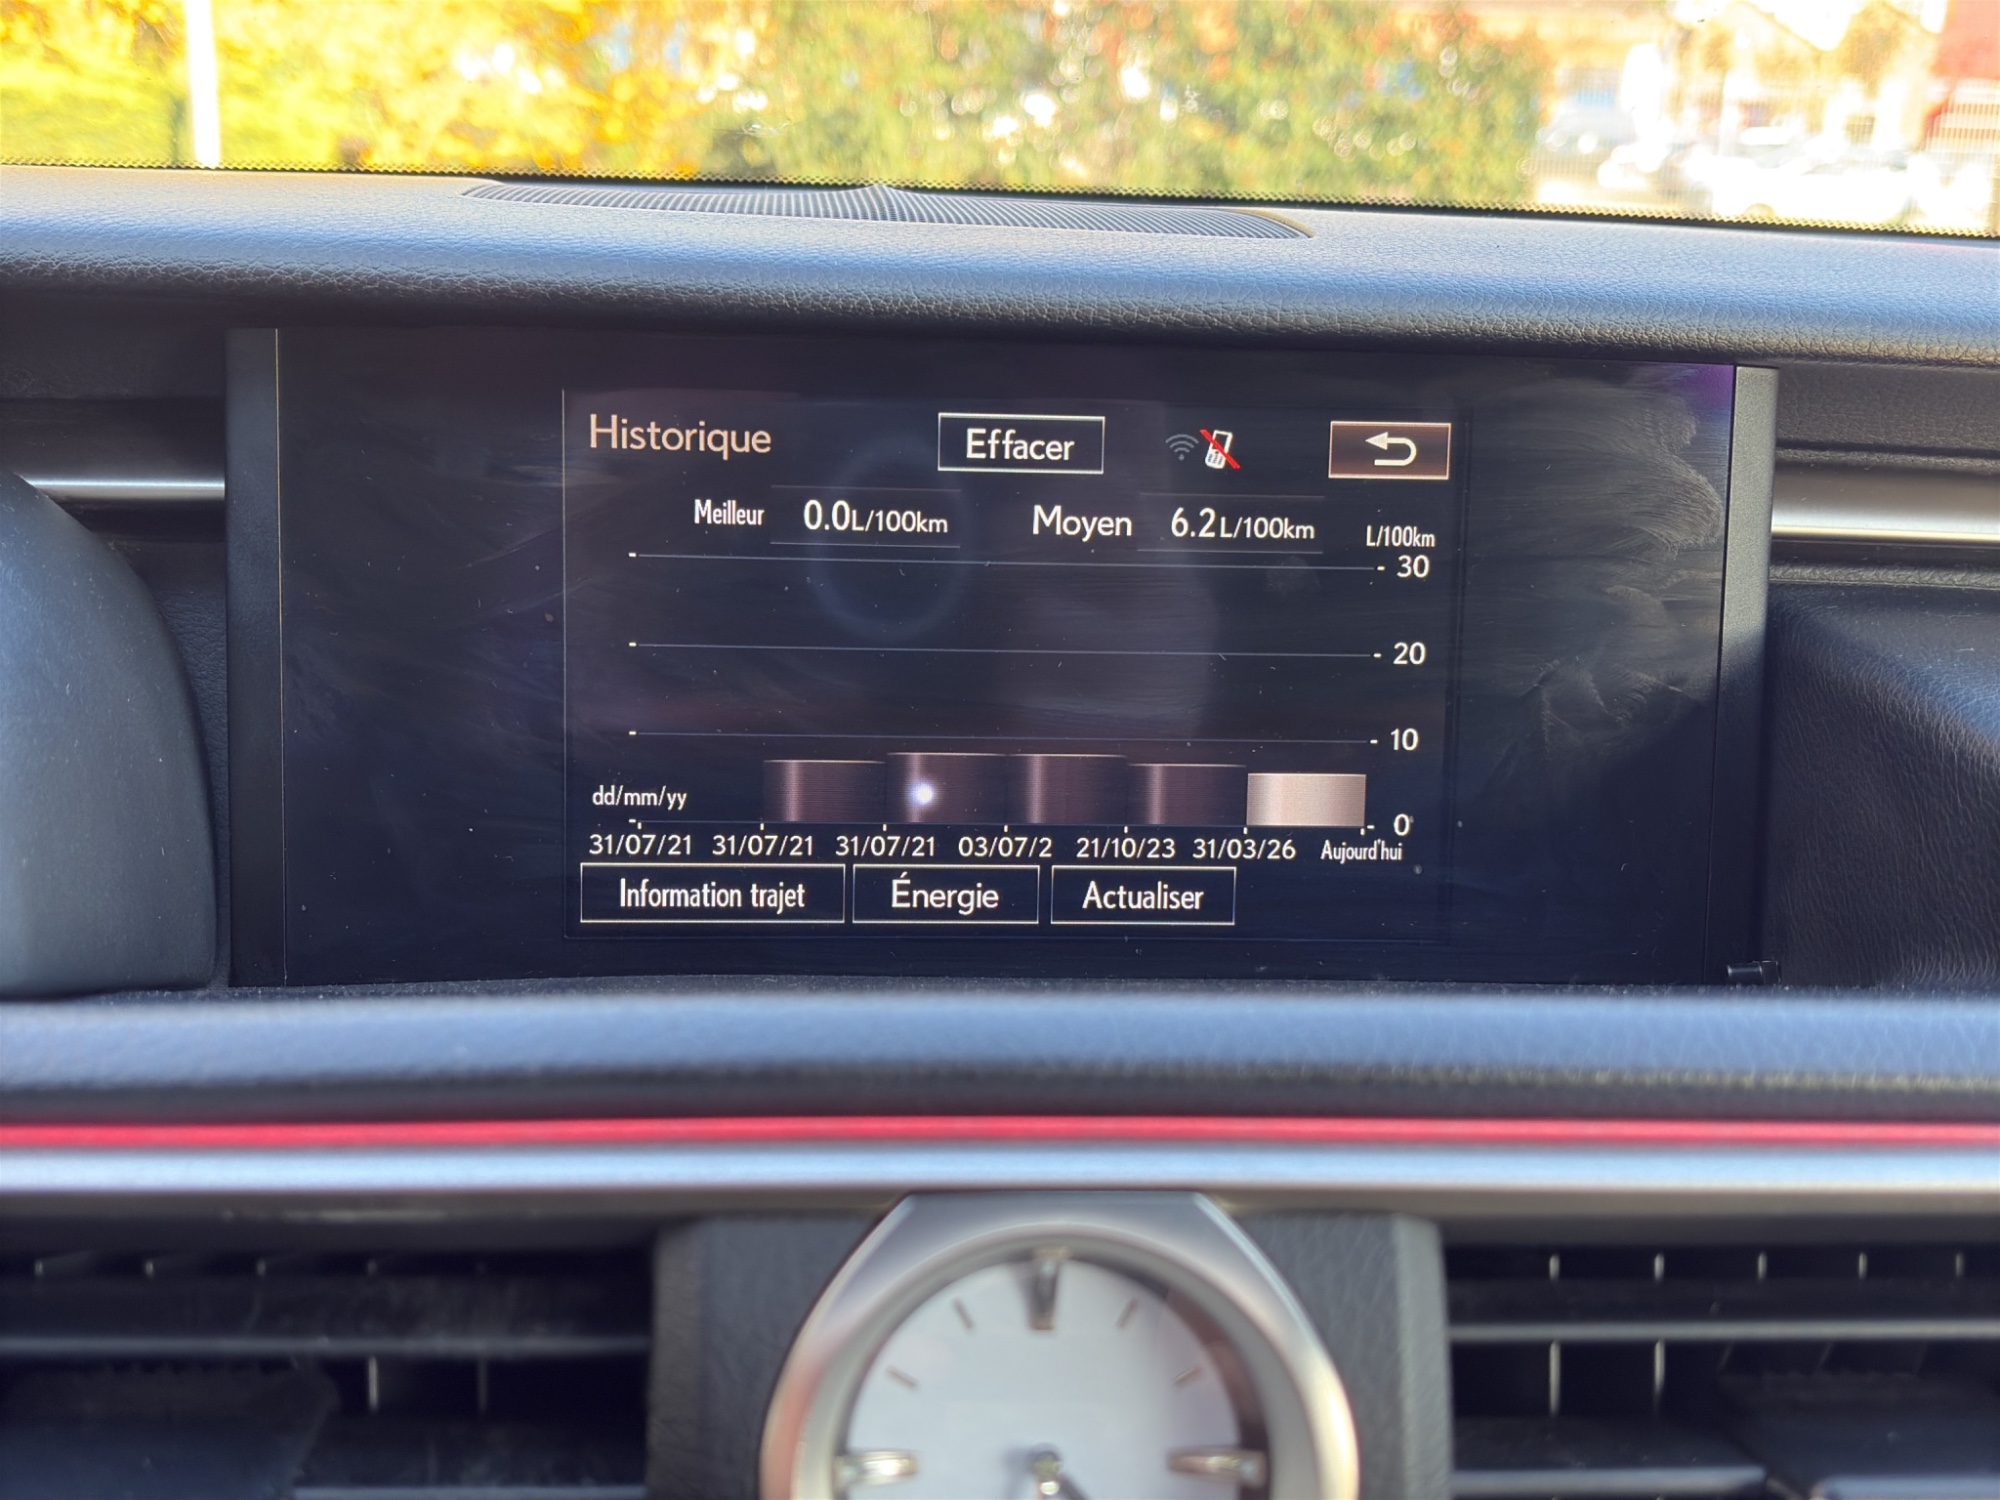 Historique Effacer
Meilleur 0.0L/100km Moyen 6.2L/100km L/100km
30
20
10
dd/mm/yy 0
31/07/21 31/07/21 31/07/21 03/07/2 21/10/23 31/03/26 Aujourd'hui
Information trajet Énergie Actualiser